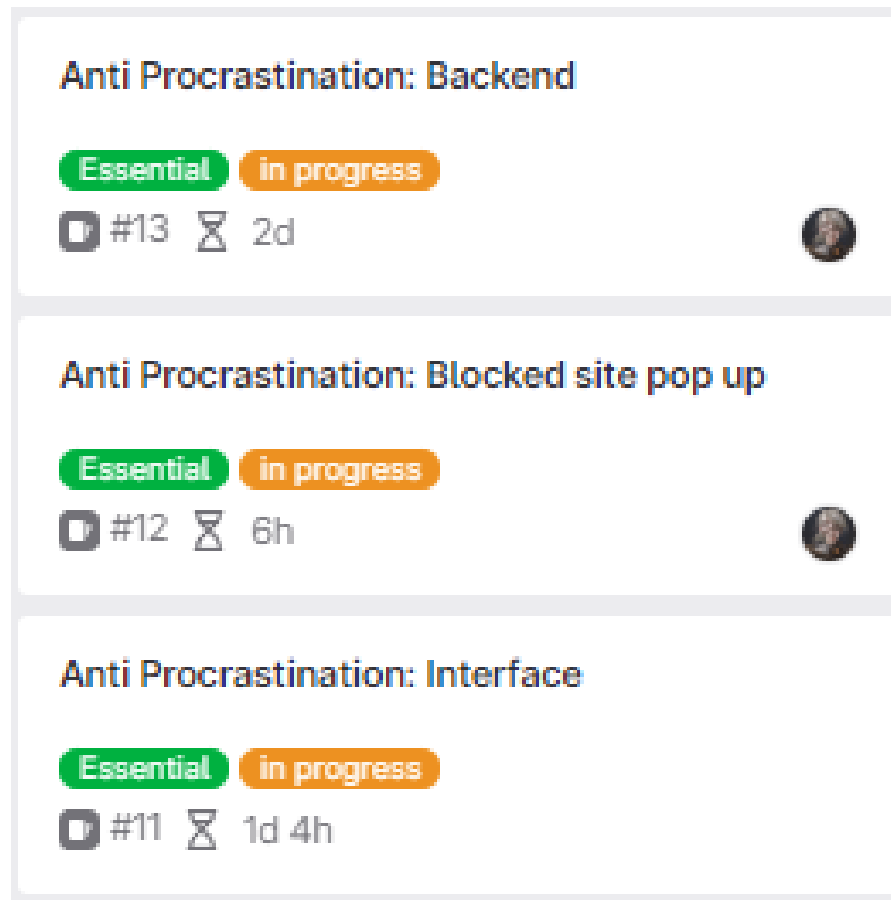 Anti Procrastination: Backend
Essential in progress
#13 2d
Anti Procrastination: Blocked site pop up
Essential in progress
#12 6h
Anti Procrastination: Interface
Essential in progress
#11 1d 4h